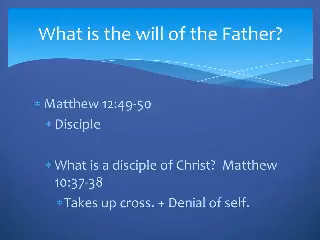 What is the will of the Father?
Matthew 12:49-50
Disciple
What is a disciple of Christ?  Matthew
10:37-38
Takes up cross. + Denial of self.